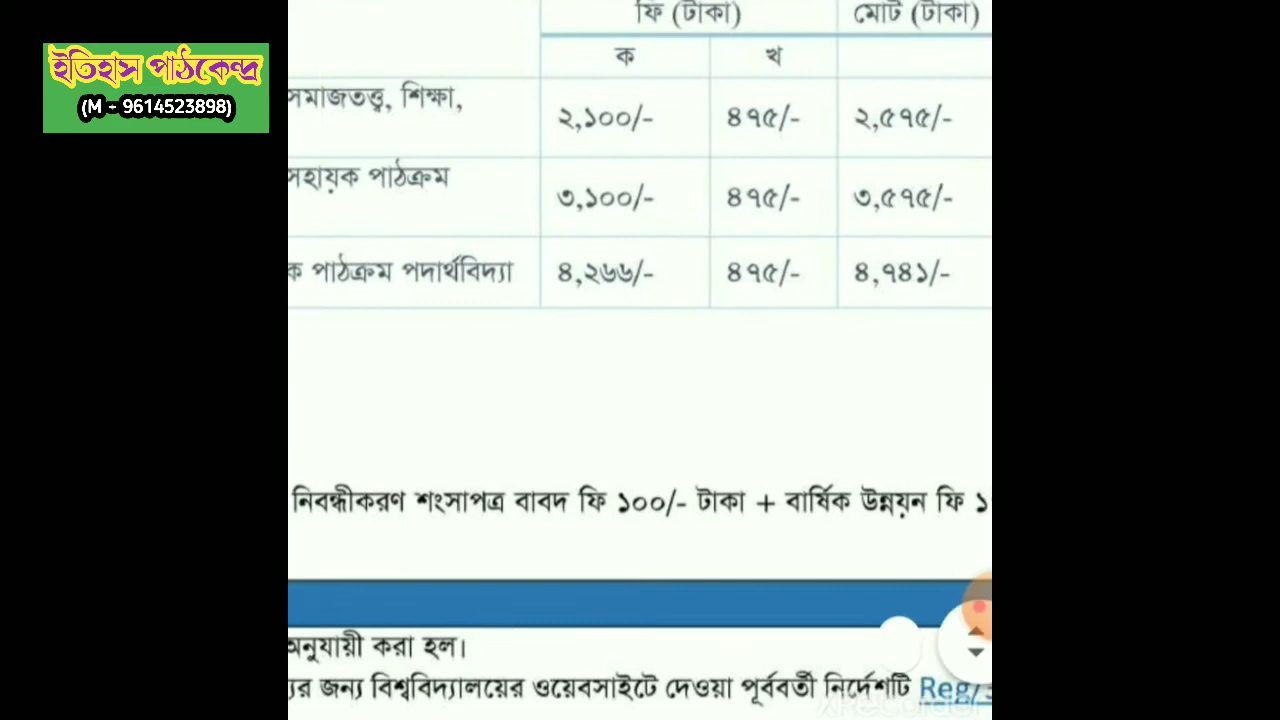 ইতিহাস পাঠকেন্দ্র
(M - 9614523898)
ফি (টাকা) মোট (টাকা)
ক খ
সমাজতত্ত্ব, শিক্ষা, ২,১০০/- ৪৭৫/- ২,৫৭৫/-
সহায়ক পাঠক্রম ৩,১০০/- ৪৭৫/- ৩,৫৭৫/-
ক পাঠক্রম পদার্থবিদ্যা ৪,২৬৬/- ৪৭৫/- ৪,৭৪১/-
নিবন্ধীকরণ শংসাপত্র বাবদ ফি ১০০/- টাকা + বার্ষিক উন্নয়ন ফি ১
অনুযায়ী করা হল।
জন্য বিশ্ববিদ্যালয়ের ওয়েবসাইটে দেওয়া পূর্ববর্তী নির্দেশটি Reg/
XRecorder